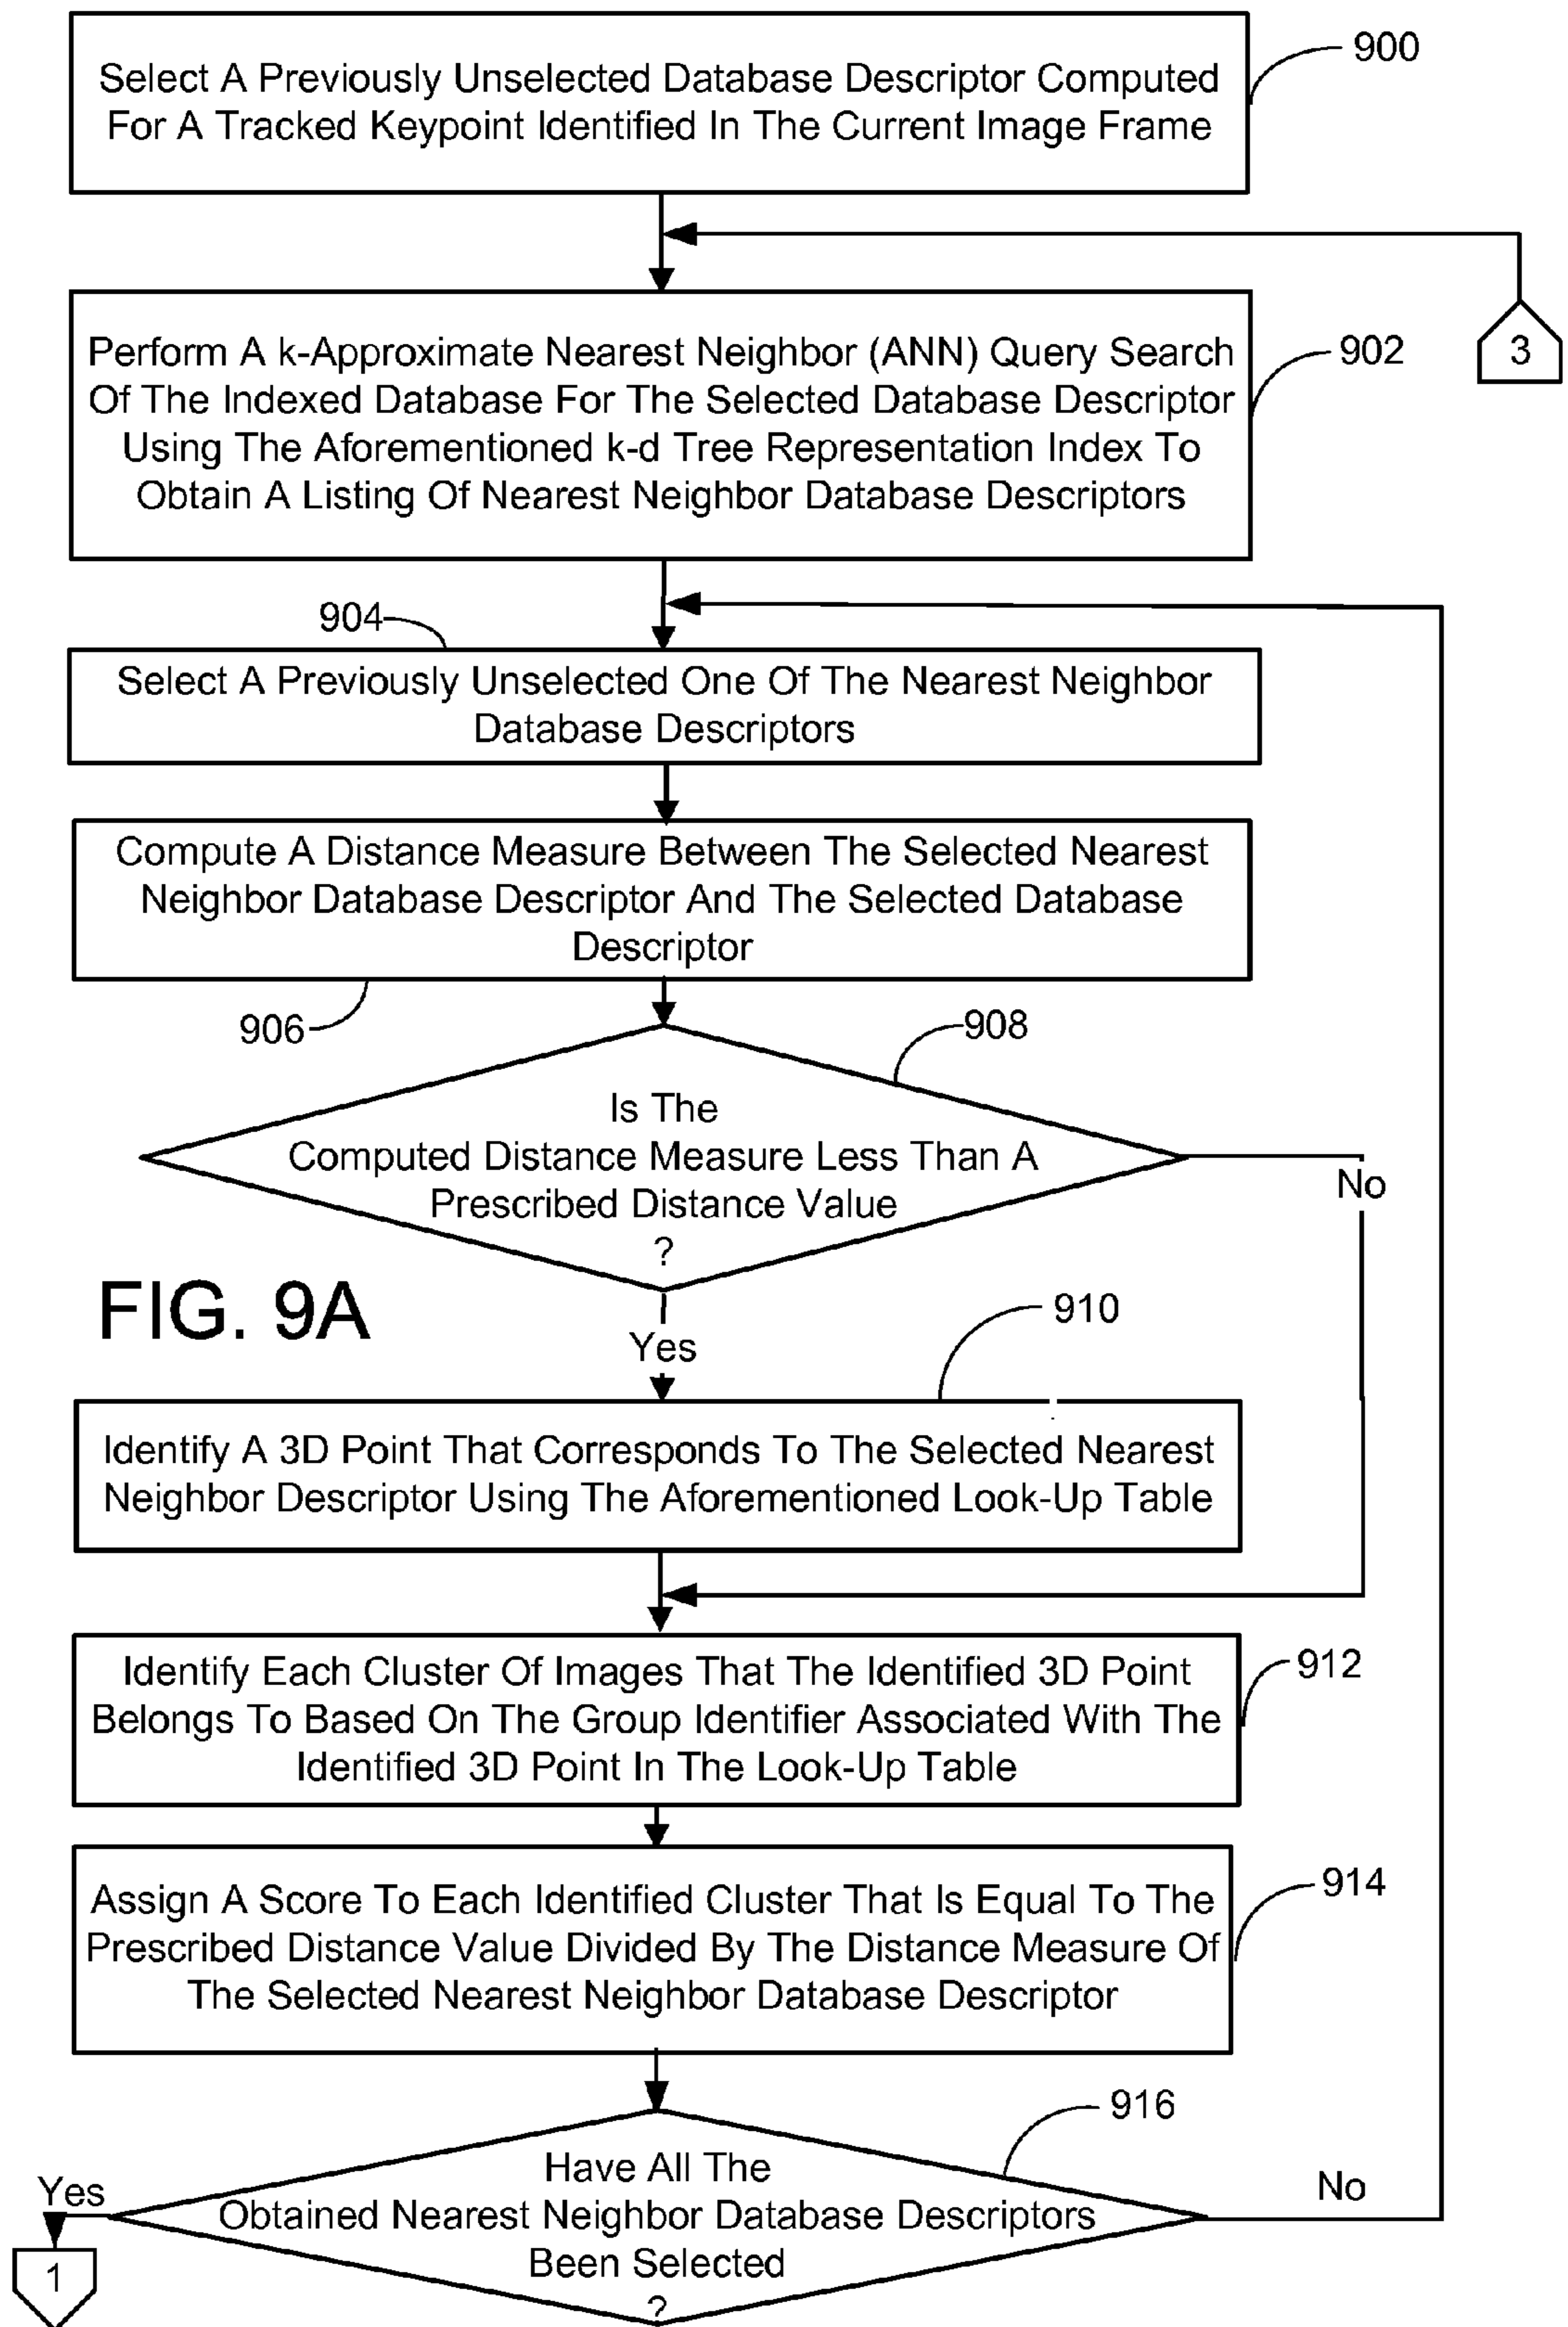 900
Select A Previously Unselected Database Descriptor Computed
For A Tracked Keypoint Identified In The Current Image Frame
3
902
Perform A k-Approximate Nearest Neighbor (ANN) Query Search
Of The Indexed Database For The Selected Database Descriptor
Using The Aforementioned k-d Tree Representation Index To
Obtain A Listing Of Nearest Neighbor Database Descriptors
904
Select A Previously Unselected One Of The Nearest Neighbor
Database Descriptors
Compute A Distance Measure Between The Selected Nearest
Neighbor Database Descriptor And The Selected Database
Descriptor
906
908
Is The
Computed Distance Measure Less Than A
Prescribed Distance Value
?
No
FIG. 9A
Yes
910
Identify A 3D Point That Corresponds To The Selected Nearest
Neighbor Descriptor Using The Aforementioned Look-Up Table
912
Identify Each Cluster Of Images That The Identified 3D Point
Belongs To Based On The Group Identifier Associated With The
Identified 3D Point In The Look-Up Table
914
Assign A Score To Each Identified Cluster That Is Equal To The
Prescribed Distance Value Divided By The Distance Measure Of
The Selected Nearest Neighbor Database Descriptor
916
Have All The
Obtained Nearest Neighbor Database Descriptors
Been Selected
?
Yes
No
1